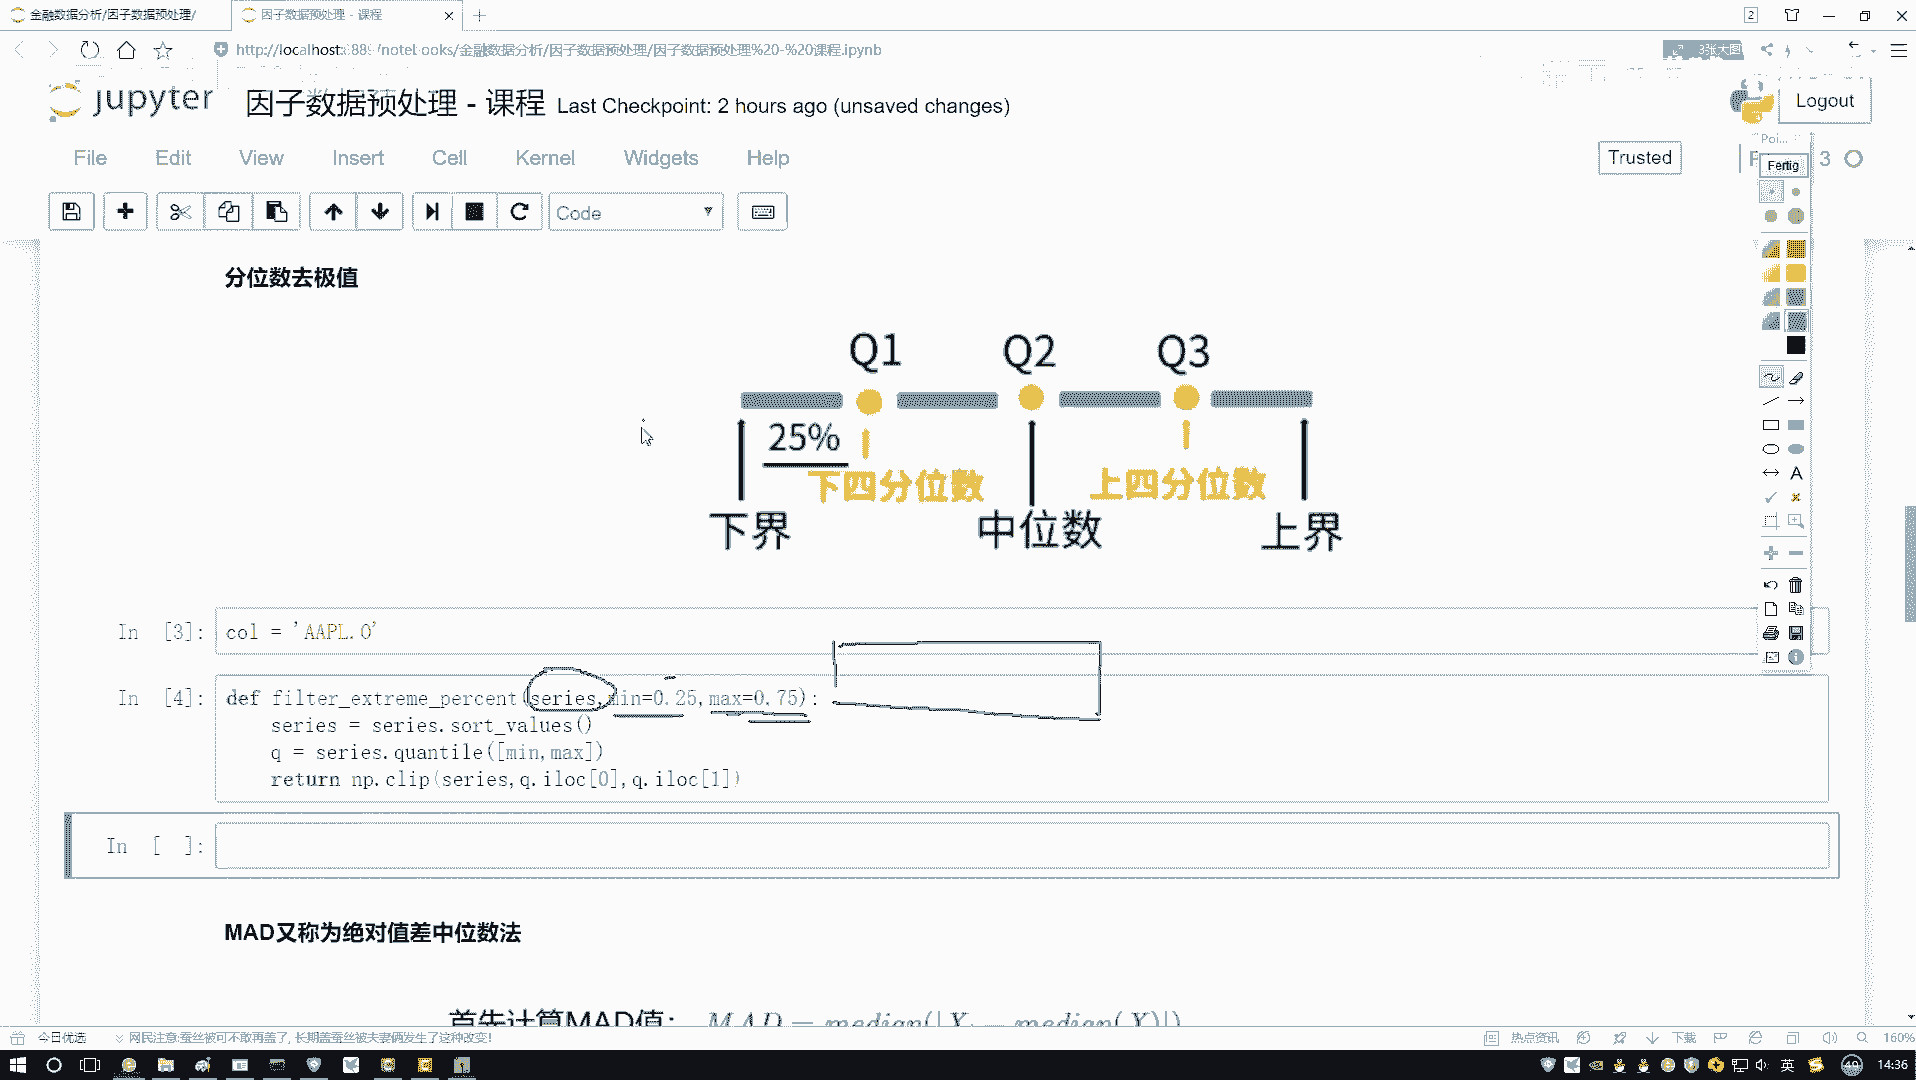 金融数据分析/因子数据预处理/
因子数据预处理 - 课程
2
http://localhost:889 /notebooks/金融数据分析/因子数据预处理/因子数据预处理%20-%20课程.ipynb
3张大图
jupyter
因子数据预处理 - 课程
Last Checkpoint: 2 hours ago (unsaved changes)
Logout
File Edit View Insert Cell Kernel Widgets Help
Trusted
3
Poi...
Fertig
Code
分位数去极值
Q1 Q2 Q3
25%
下四分位数
上四分位数
下界
中位数
上界
In [3]:
col = 'AAPL.O'
In [4]:
def filter_extreme_percent(series,min=0.25,max=0.75):
series = series.sort_values()
q = series.quantile([min,max])
return np.clip(series,q.iloc[0],q.iloc[1])
In [ ]:
MAD又称为绝对值差中位数法
首先计算MAD值:
今日优选
网民注意:蚕丝被可不敢再盖了, 长期盖蚕丝被夫妻俩发生了这种改变!
热点资讯
下载
160%
英
49
14:36